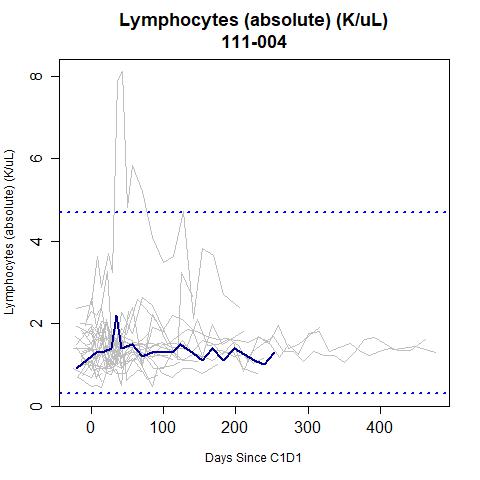 Lymphocytes (absolute) (K/uL)
111-004
Lymphocytes (absolute) (K/uL)
8
6
4
2
0
0 100 200 300 400
Days Since C1D1